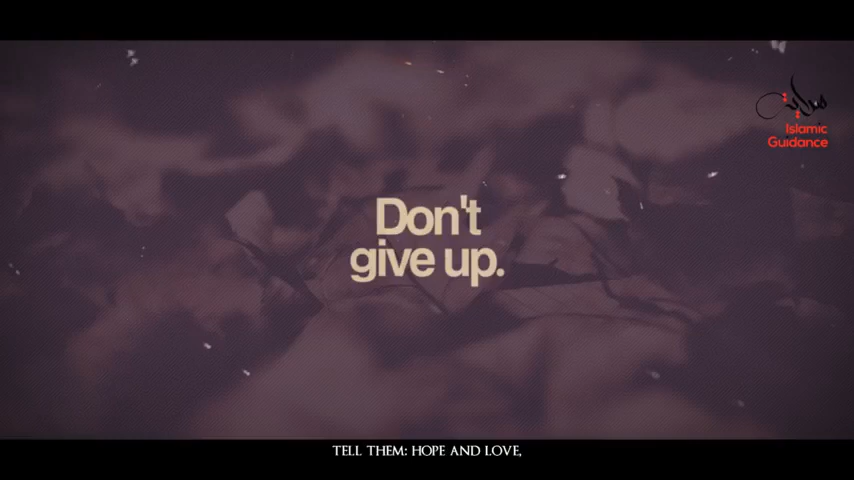 Islamic
Guidance
Don't
give up.
TELL THEM: HOPE AND LOVE,